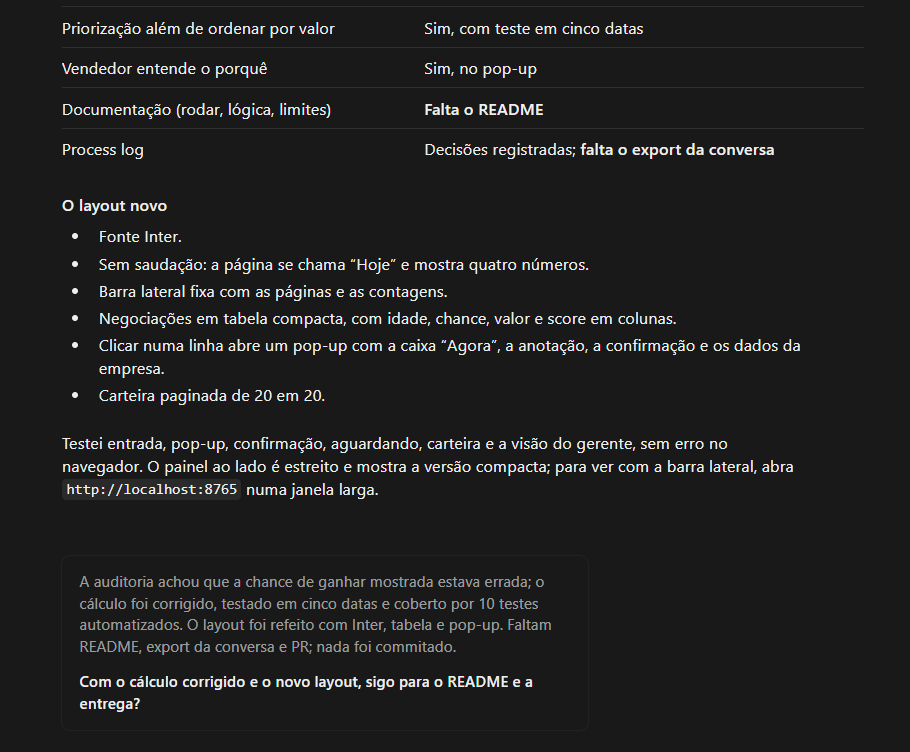 Priorização além de ordenar por valor
Sim, com teste em cinco datas
Vendedor entende o porquê
Sim, no pop-up
Documentação (rodar, lógica, limites)
Falta o README
Process log
Decisões registradas; falta o export da conversa
O layout novo
Fonte Inter.
Sem saudação: a página se chama “Hoje” e mostra quatro números.
Barra lateral fixa com as páginas e as contagens.
Negociações em tabela compacta, com idade, chance, valor e score em colunas.
Clicar numa linha abre um pop-up com a caixa “Agora”, a anotação, a confirmação e os dados da
empresa.
Carteira paginada de 20 em 20.
Testei entrada, pop-up, confirmação, aguardando, carteira e a visão do gerente, sem erro no
navegador. O painel ao lado é estreito e mostra a versão compacta; para ver com a barra lateral, abra
http://localhost:8765 numa janela larga.
A auditoria achou que a chance de ganhar mostrada estava errada; o
cálculo foi corrigido, testado em cinco datas e coberto por 10 testes
automatizados. O layout foi refeito com Inter, tabela e pop-up. Faltam
README, export da conversa e PR; nada foi commitado.
Com o cálculo corrigido e o novo layout, sigo para o README e a
entrega?